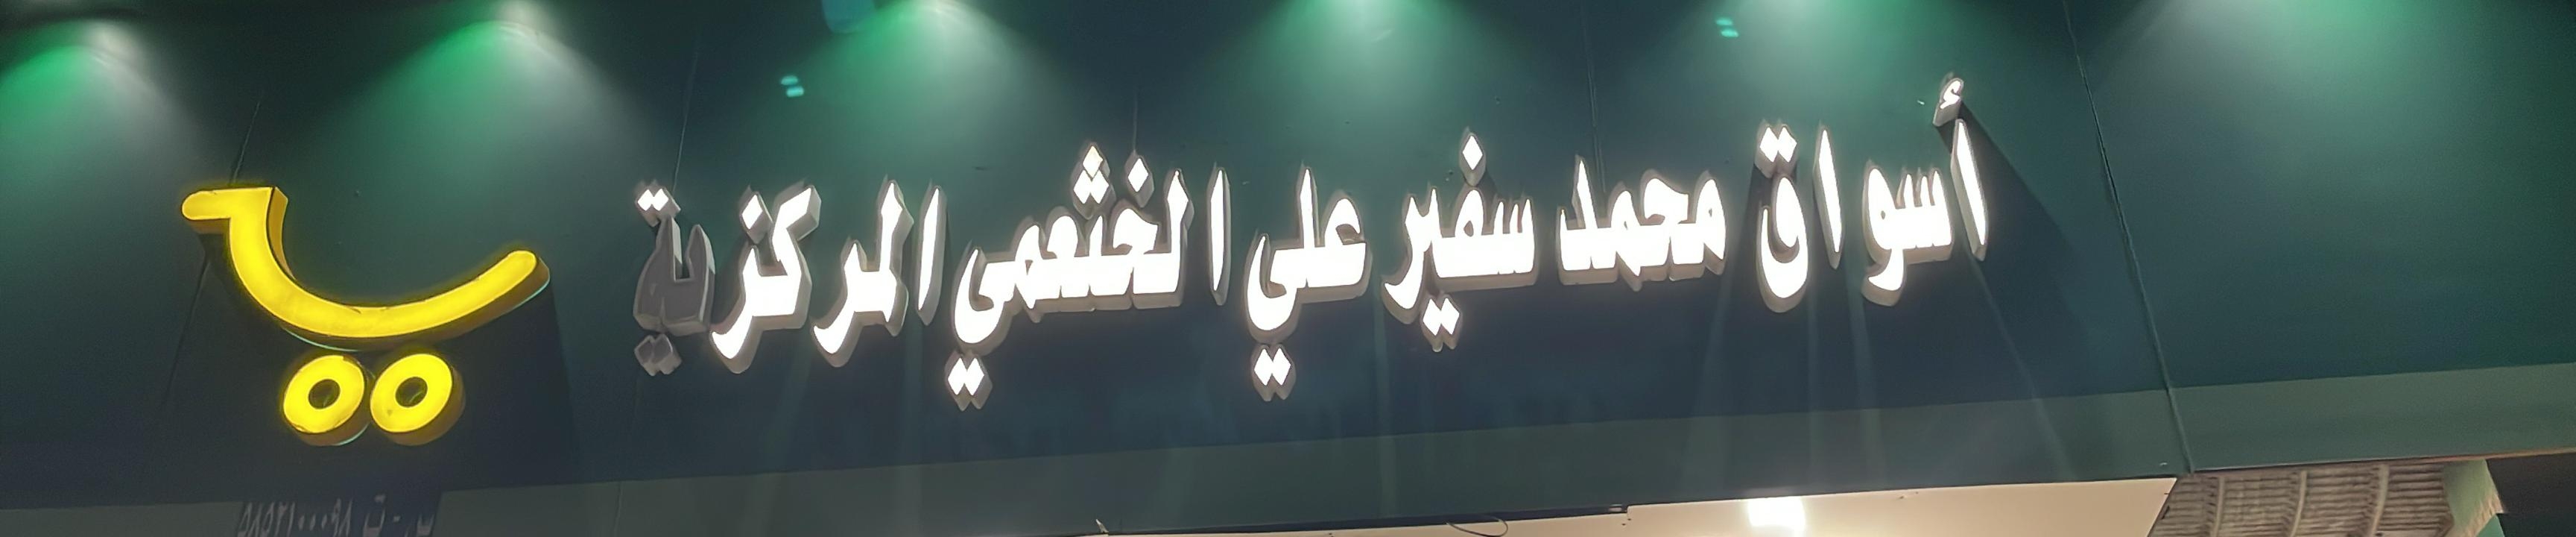 أسواق محمد سفير علي الخثعمي المركزية